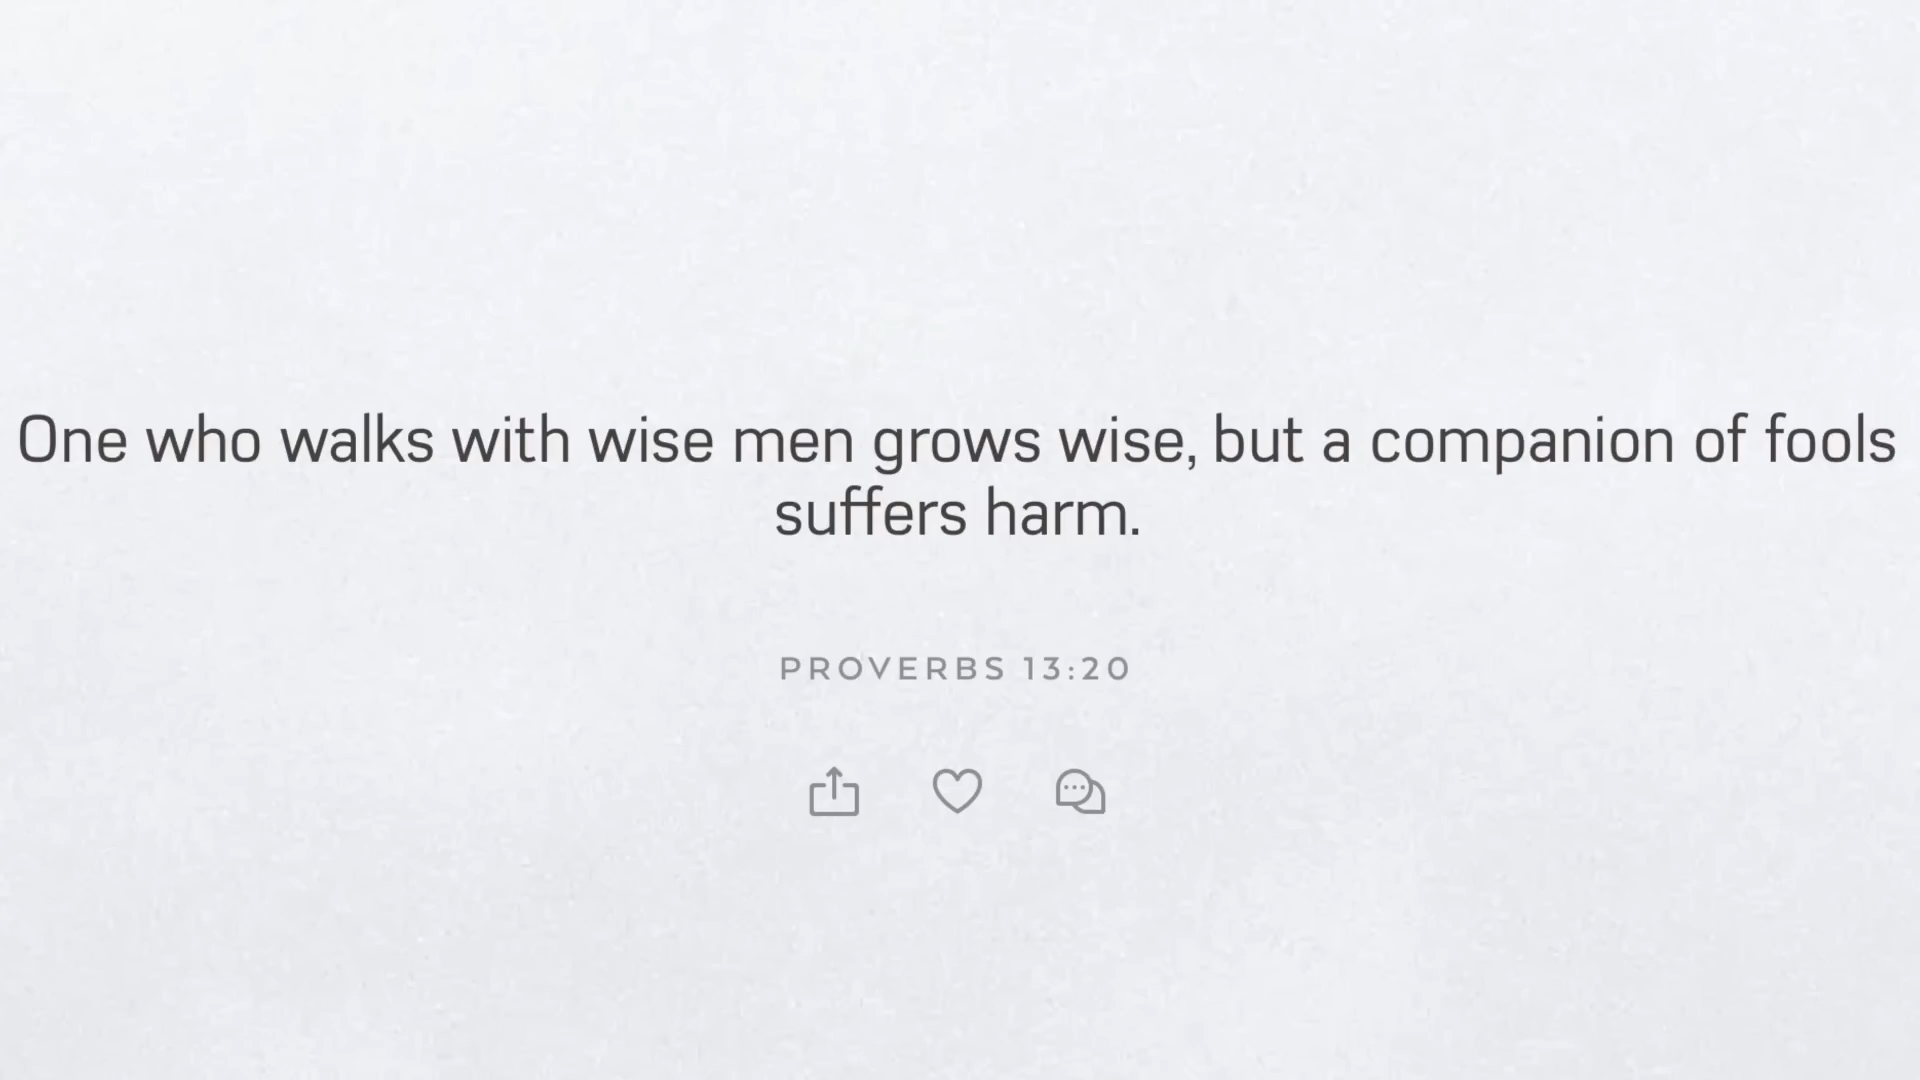 One who walks with wise men grows wise, but a companion of fools
suffers harm.
PROVERBS 13:20